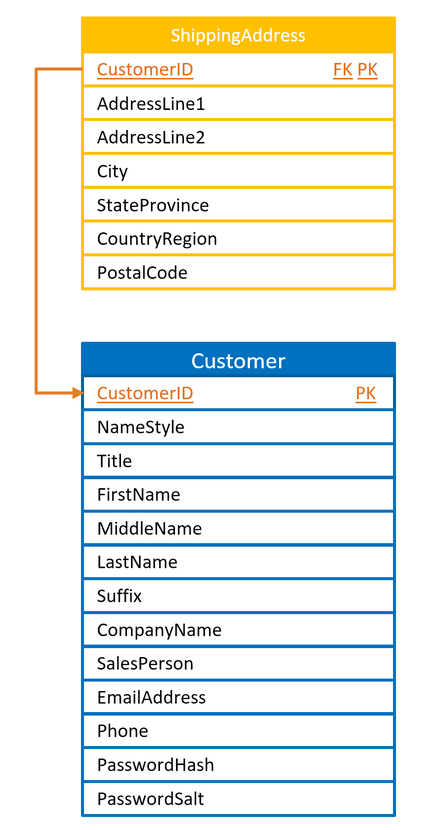 ShippingAddress
CustomerID FK PK
AddressLine1
AddressLine2
City
StateProvince
CountryRegion
PostalCode
Customer
CustomerID PK
NameStyle
Title
FirstName
MiddleName
LastName
Suffix
CompanyName
SalesPerson
EmailAddress
Phone
PasswordHash
PasswordSalt